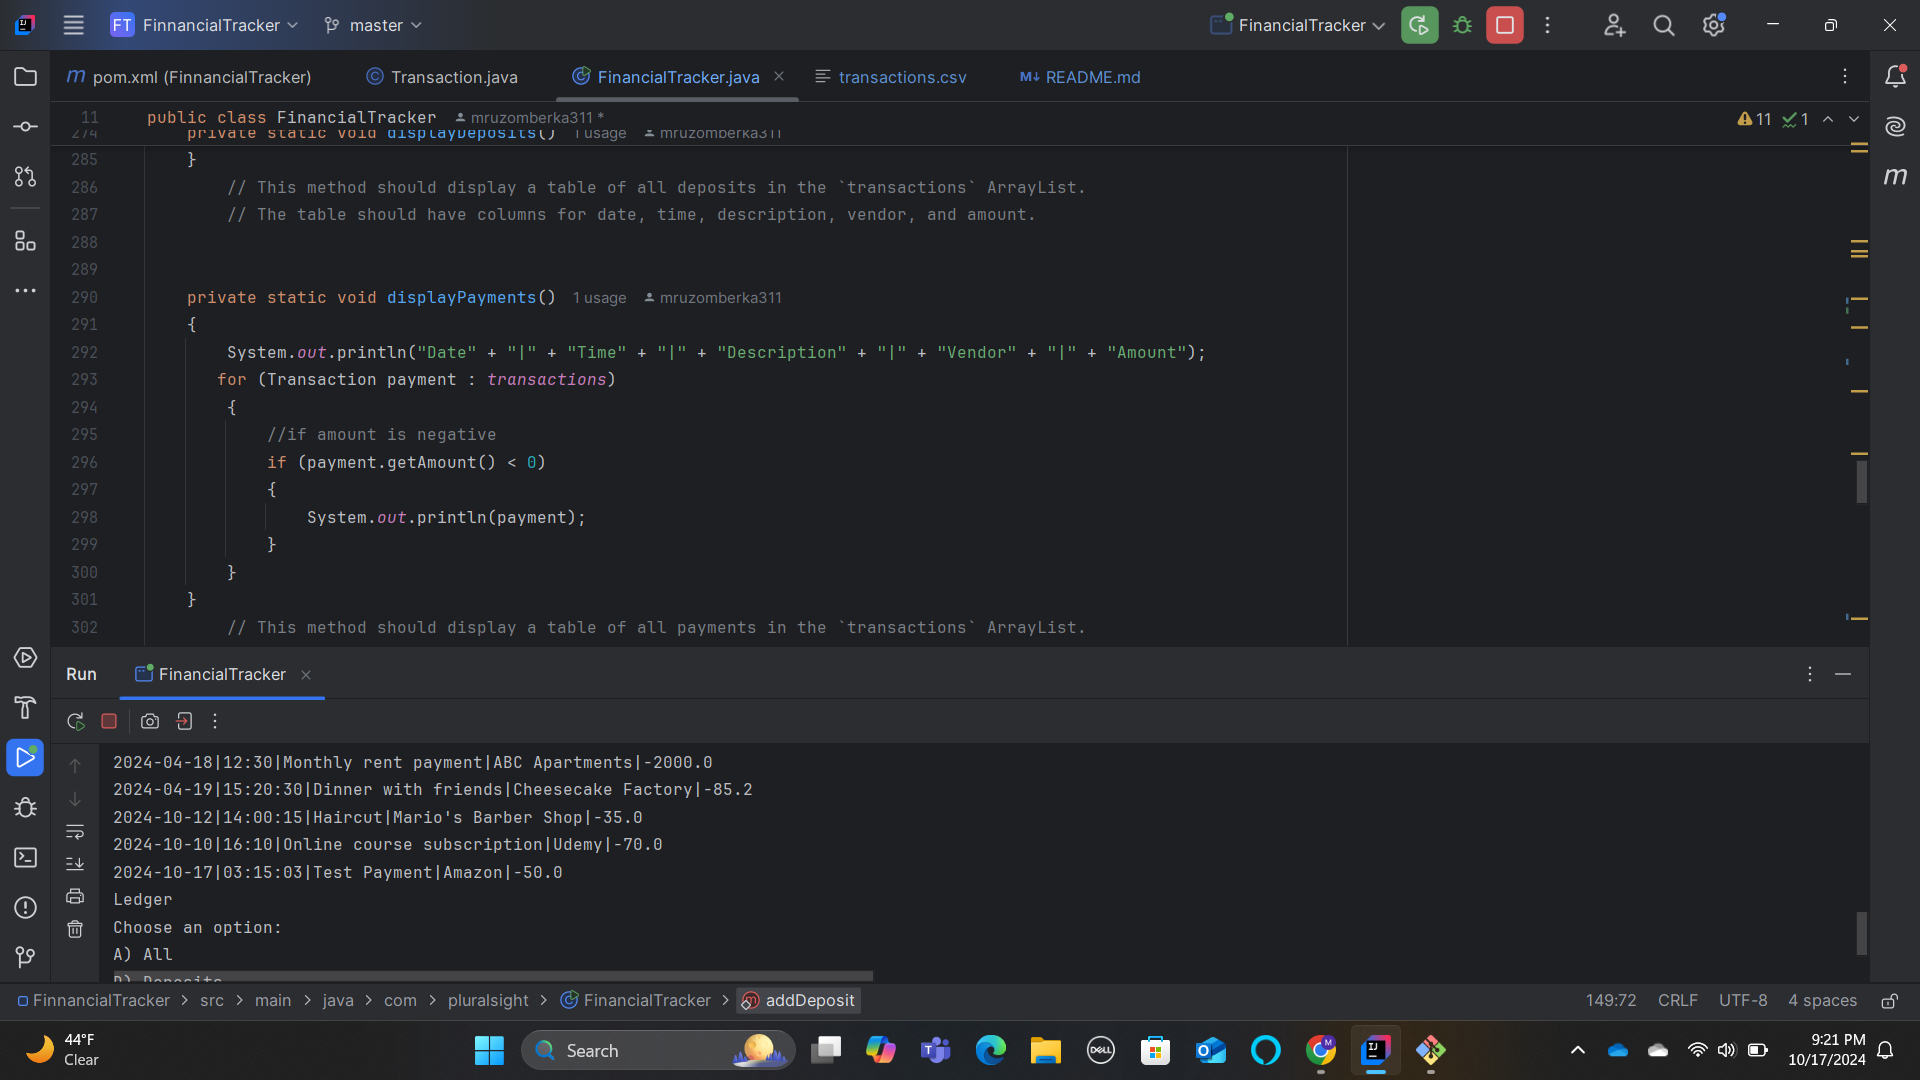 FT FinnancialTracker master FinancialTracker
pom.xml (FinnancialTracker) Transaction.java FinancialTracker.java transactions.csv README.md
11 public class FinancialTracker mruzomberka311 * 11 1
274 private static void displayDeposits() 1 usage mruzomberka311
285 }
286 // This method should display a table of all deposits in the `transactions` ArrayList.
287 // The table should have columns for date, time, description, vendor, and amount.
288
289
290 private static void displayPayments() 1 usage mruzomberka311
291 {
292 System.out.println("Date" + "|" + "Time" + "|" + "Description" + "|" + "Vendor" + "|" + "Amount");
293 for (Transaction payment : transactions)
294 {
295 //if amount is negative
296 if (payment.getAmount() < 0)
297 {
298 System.out.println(payment);
299 }
300 }
301 }
302 // This method should display a table of all payments in the `transactions` ArrayList.
Run FinancialTracker
2024-04-18|12:30|Monthly rent payment|ABC Apartments|-2000.0
2024-04-19|15:20:30|Dinner with friends|Cheesecake Factory|-85.2
2024-10-12|14:00:15|Haircut|Mario's Barber Shop|-35.0
2024-10-10|16:10|Online course subscription|Udemy|-70.0
2024-10-17|03:15:03|Test Payment|Amazon|-50.0
Ledger
Choose an option:
A) All
D) Deposits
FinnancialTracker > src > main > java > com > pluralsight > FinancialTracker > addDeposit 149:72 CRLF UTF-8 4 spaces
44°F
Clear
Search
9:21 PM
10/17/2024